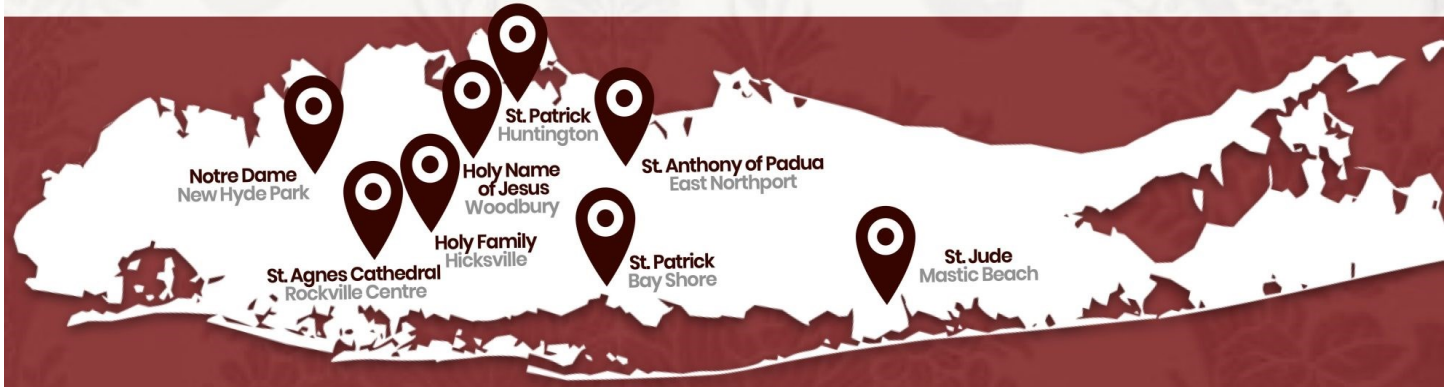 St. Patrick
Huntington
Notre Dame
New Hyde Park
Holy Name
of Jesus
Woodbury
St. Anthony of Padua
East Northport
Holy Family
Hicksville
St. Agnes Cathedral
Rockville Centre
St. Patrick
Bay Shore
St. Jude
Mastic Beach